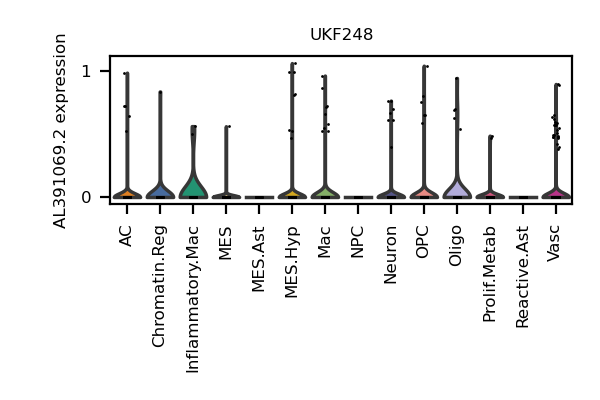 UKF248
AL391069.2 expression
1
0
AC
Chromatin.Reg
Inflammatory.Mac
MES
MES.Ast
MES.Hyp
Mac
NPC
Neuron
OPC
Oligo
Prolif.Metab
Reactive.Ast
Vasc